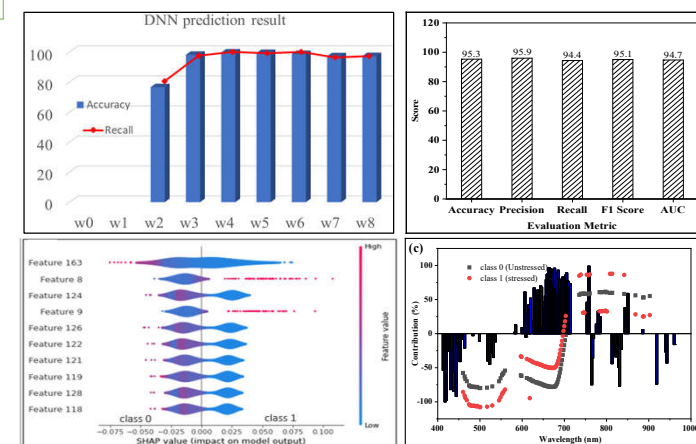 DNN prediction result
100
80
60
40
20
0
Accuracy
Recall
w0 w1 w2 w3 w4 w5 w6 w7 w8
Score
120
100
80
60
40
20
0
95.3 95.9 94.4 95.1 94.7
Accuracy Precision Recall F1 Score AUC
Evaluation Metric
Feature 163
Feature 8
Feature 124
Feature 9
Feature 126
Feature 122
Feature 121
Feature 119
Feature 128
Feature 118
class 0 class 1
-0.075 -0.050 -0.025 0.000 0.025 0.050 0.075 0.100
SHAP value (impact on model output)
High
Feature value
Low
(c)
class 0 (Unstressed)
class 1 (stressed)
Contribution (%)
100
75
50
25
0
-25
-50
-75
-100
400 500 600 700 800 900 1000
Wavelength (nm)